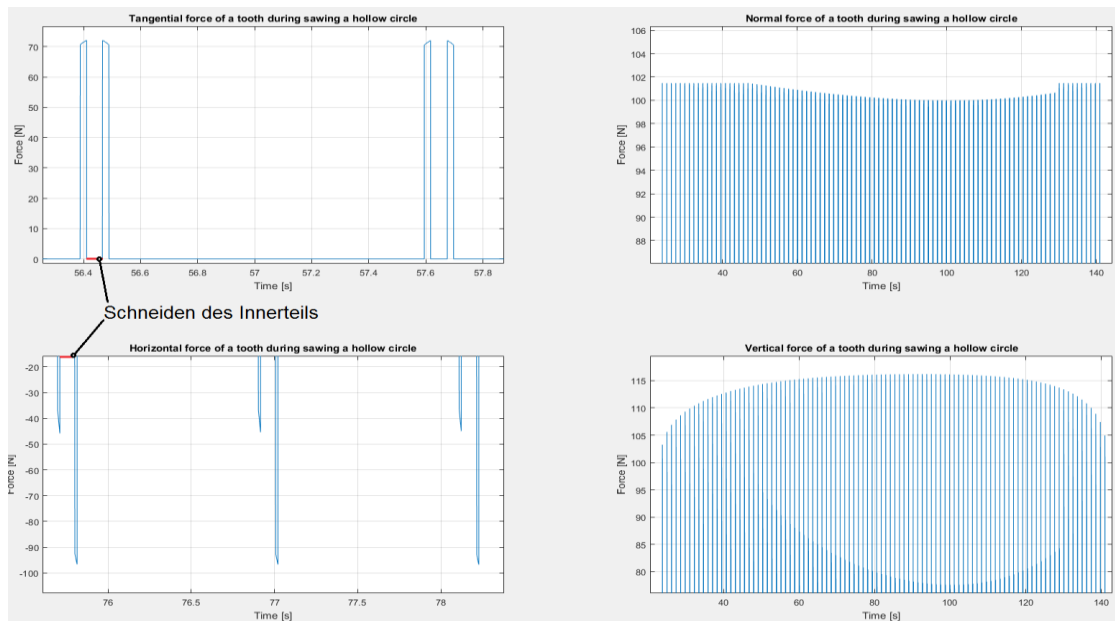 Tangential force of a tooth during sawing a hollow circle
70
60
50
40
30
20
10
0
Force [N]
56.4 56.6 56.8 57 57.2 57.4 57.6 57.8
Time [s]
Normal force of a tooth during sawing a hollow circle
106
104
102
100
98
96
94
92
90
88
Force [N]
40 60 80 100 120 140
Time [s]
Schneiden des Innerteils
Horizontal force of a tooth during sawing a hollow circle
-20
-30
-40
-50
-60
-70
-80
-90
-100
Force [N]
76 76.5 77 77.5 78
Time [s]
Vertical force of a tooth during sawing a hollow circle
115
110
105
100
95
90
85
80
Force [N]
40 60 80 100 120 140
Time [s]